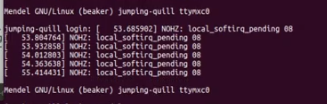 Mendel GNU/Linux (beaker) jumping-quill ttymxc0
jumping-quill login: [   53.685902] NOHZ: local_softirq_pending 08
[   53.804764] NOHZ: local_softirq_pending 08
[   53.932858] NOHZ: local_softirq_pending 08
[   54.012803] NOHZ: local_softirq_pending 08
[   54.363638] NOHZ: local_softirq_pending 08
[   55.414431] NOHZ: local_softirq_pending 08
Mendel GNU/Linux (beaker) jumping-quill ttymxc0